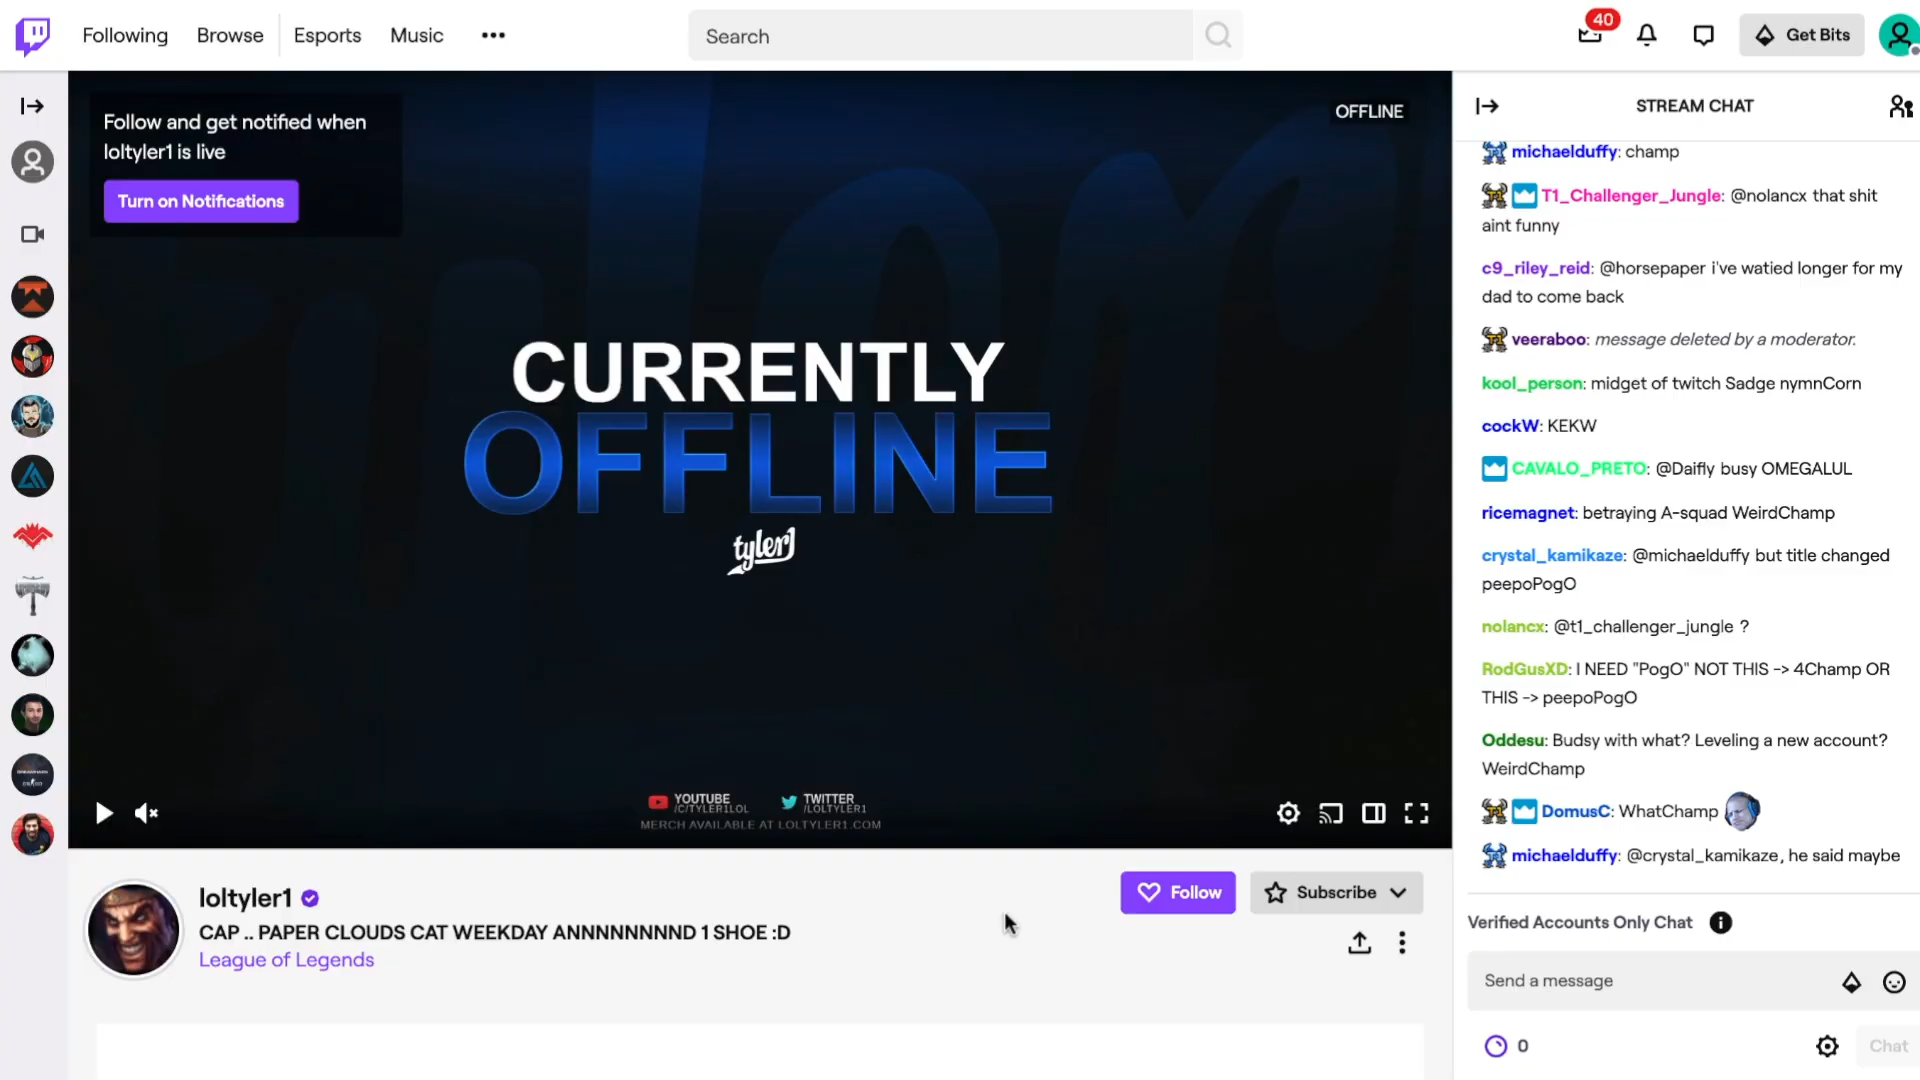 Following Browse Esports Music
Search
40
Get Bits
Follow and get notified when
loltyler1 is live
Turn on Notifications
OFFLINE
CURRENTLY
OFFLINE
tyler1
YOUTUBE
/C/TYLER1LOL
TWITTER
/LOLTYLER1
MERCH AVAILABLE AT LOLTYLER1.COM
loltyler1
CAP .. PAPER CLOUDS CAT WEEKDAY ANNNNNNNND 1 SHOE :D
League of Legends
Follow
Subscribe
STREAM CHAT
michaelduffy: champ
T1_Challenger_Jungle: @nolancx that shit
aint funny
c9_riley_reid: @horsepaper i've watied longer for my
dad to come back
veeraboo: message deleted by a moderator.
kool_person: midget of twitch Sadge nymnCorn
cockW: KEKW
CAVALO_PRETO: @Daifly busy OMEGALUL
ricemagnet: betraying A-squad WeirdChamp
crystal_kamikaze: @michaelduffy but title changed
peepoPogO
nolancx: @t1_challenger_jungle ?
RodGusXD: I NEED "PogO" NOT THIS -> 4Champ OR
THIS -> peepoPogO
Oddesu: Budsy with what? Leveling a new account?
WeirdChamp
DomusC: WhatChamp
michaelduffy: @crystal_kamikaze, he said maybe
Verified Accounts Only Chat
Send a message
0
Chat